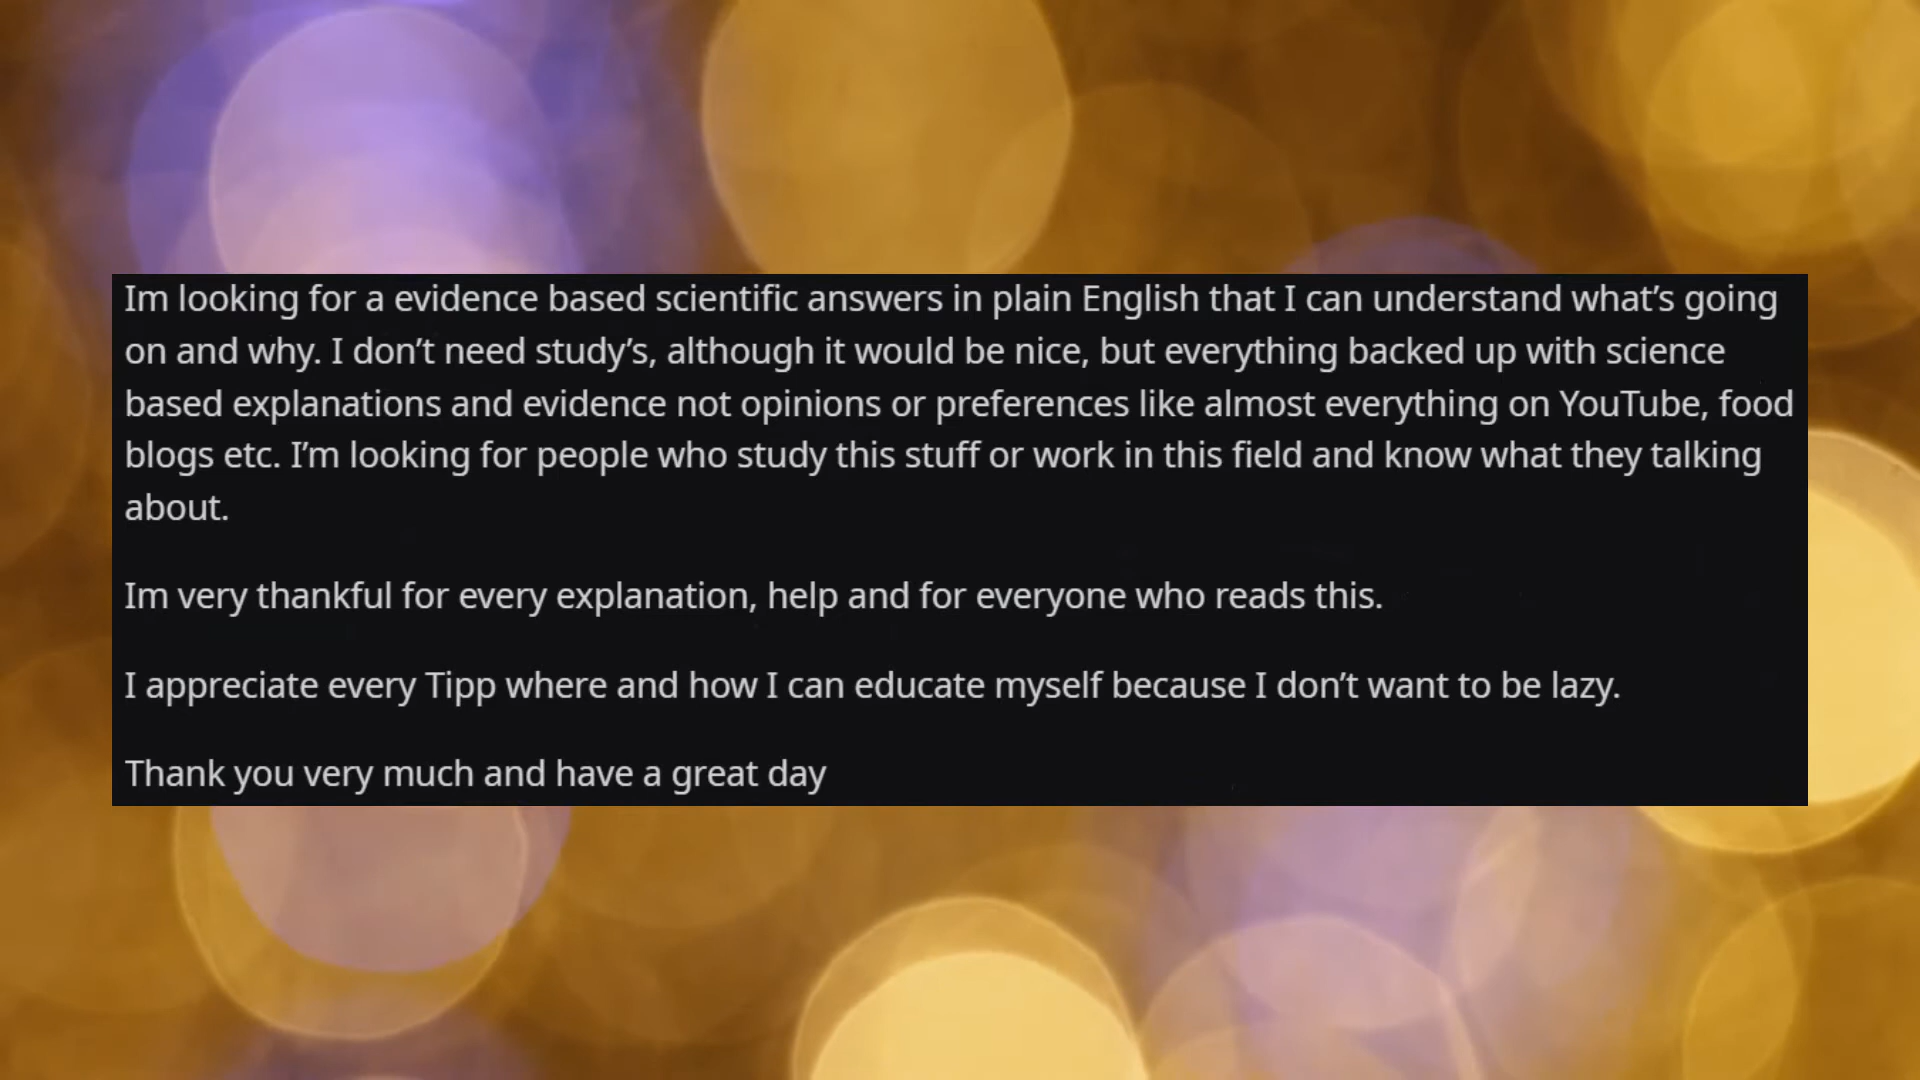 Im looking for a evidence based scientific answers in plain English that I can understand what’s going
on and why. I don’t need study’s, although it would be nice, but everything backed up with science
based explanations and evidence not opinions or preferences like almost everything on YouTube, food
blogs etc. I’m looking for people who study this stuff or work in this field and know what they talking
about.
Im very thankful for every explanation, help and for everyone who reads this.
I appreciate every Tipp where and how I can educate myself because I don’t want to be lazy.
Thank you very much and have a great day